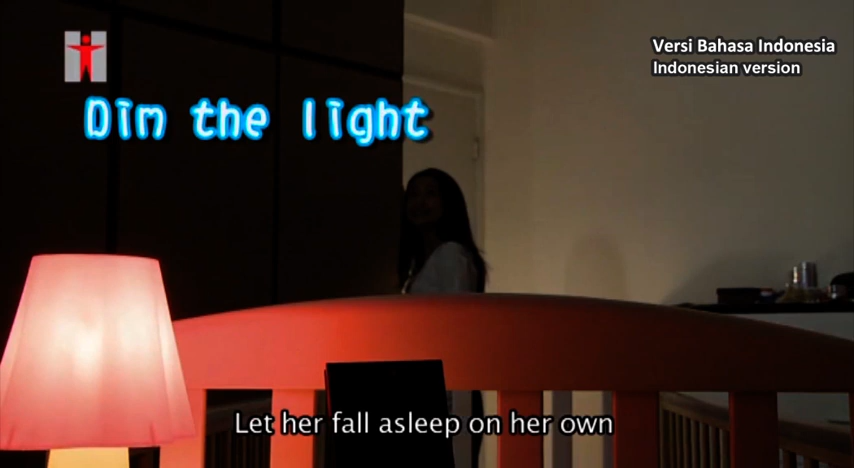 Versi Bahasa Indonesia
Indonesian version
Dim the light
Let her fall asleep on her own